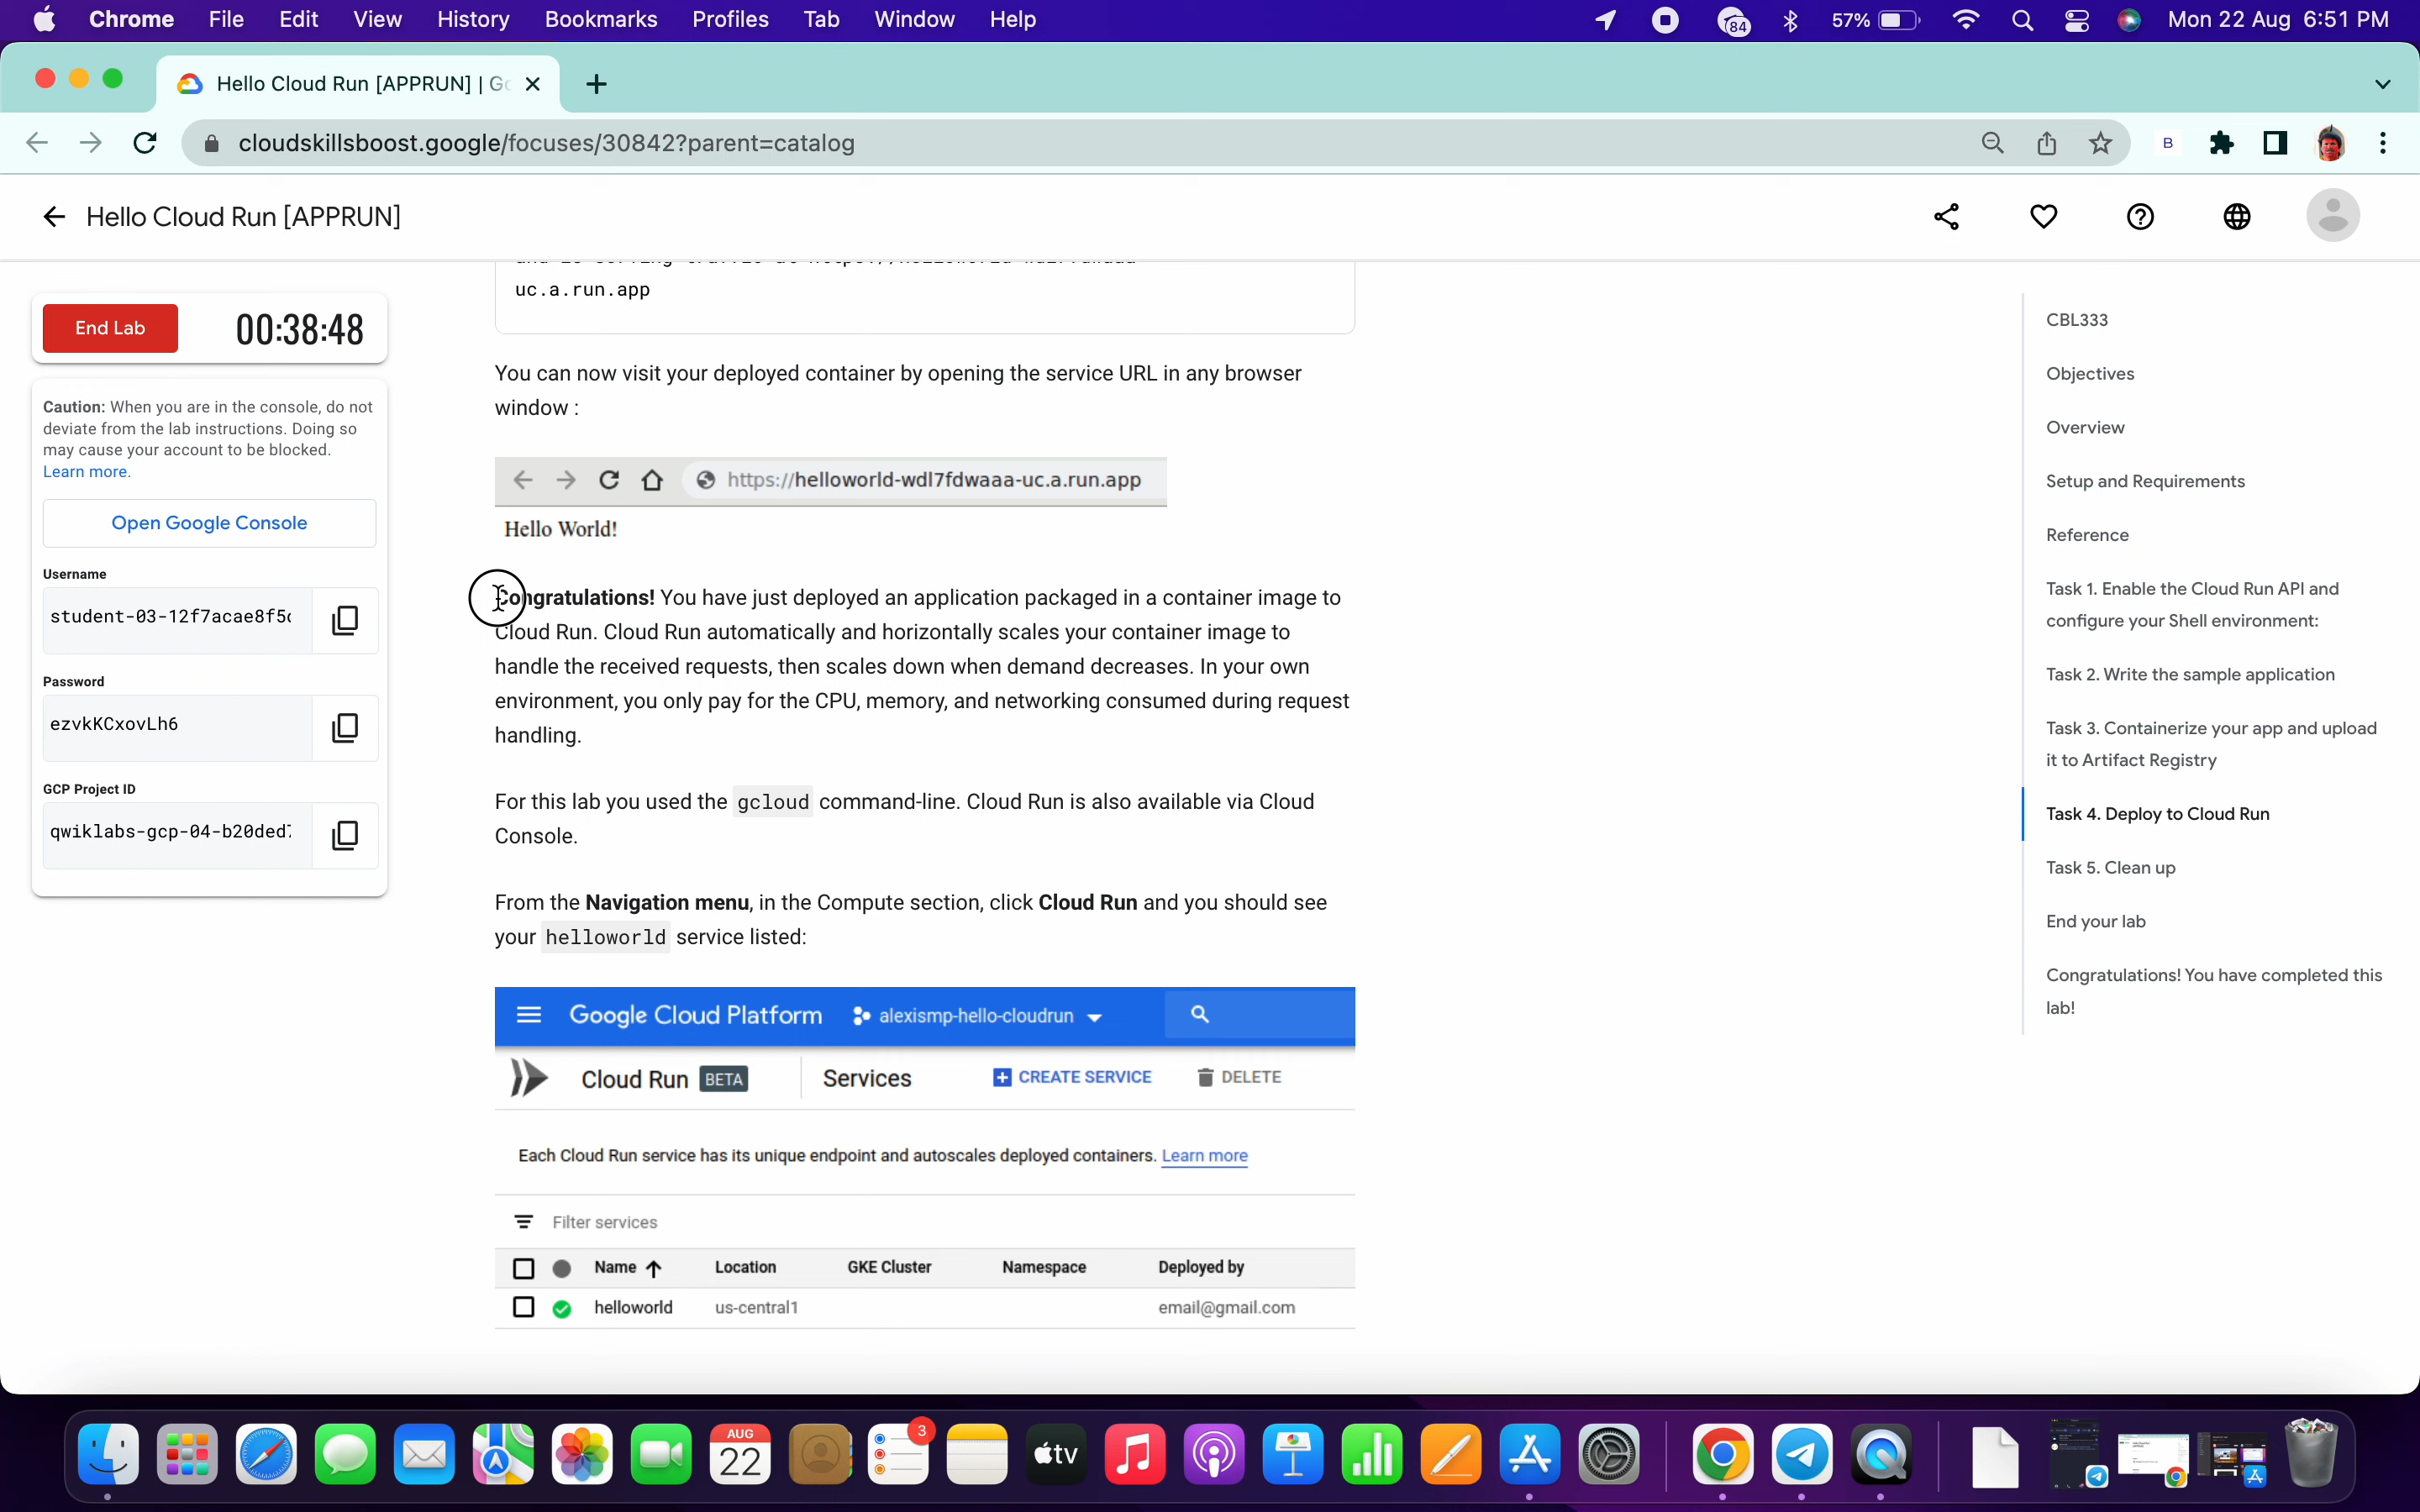 Chrome File Edit View History Bookmarks Profiles Tab Window Help 84 57% Mon 22 Aug 6:51 PM
Hello Cloud Run [APPRUN] | Go
cloudskillsboost.google/focuses/30842?parent=catalog B
Hello Cloud Run [APPRUN]
End Lab 00:38:48
Caution: When you are in the console, do not
deviate from the lab instructions. Doing so
may cause your account to be blocked.
Learn more.
Open Google Console
Username
student-03-12f7acae8f5
Password
ezvkKCxovLh6
GCP Project ID
qwiklabs-gcp-04-b20ded
uc.a.run.app
You can now visit your deployed container by opening the service URL in any browser
window :
https://helloworld-wdl7fdwaaa-uc.a.run.app
Hello World!
Congratulations! You have just deployed an application packaged in a container image to
Cloud Run. Cloud Run automatically and horizontally scales your container image to
handle the received requests, then scales down when demand decreases. In your own
environment, you only pay for the CPU, memory, and networking consumed during request
handling.
For this lab you used the gcloud command-line. Cloud Run is also available via Cloud
Console.
From the Navigation menu, in the Compute section, click Cloud Run and you should see
your helloworld service listed:
Google Cloud Platform alexismp-hello-cloudrun
Cloud Run BETA Services CREATE SERVICE DELETE
Each Cloud Run service has its unique endpoint and autoscales deployed containers. Learn more
Filter services
Name Location GKE Cluster Namespace Deployed by
helloworld us-central1 email@gmail.com
CBL333
Objectives
Overview
Setup and Requirements
Reference
Task 1. Enable the Cloud Run API and
configure your Shell environment:
Task 2. Write the sample application
Task 3. Containerize your app and upload
it to Artifact Registry
Task 4. Deploy to Cloud Run
Task 5. Clean up
End your lab
Congratulations! You have completed this
lab!
AUG
22
3
tv